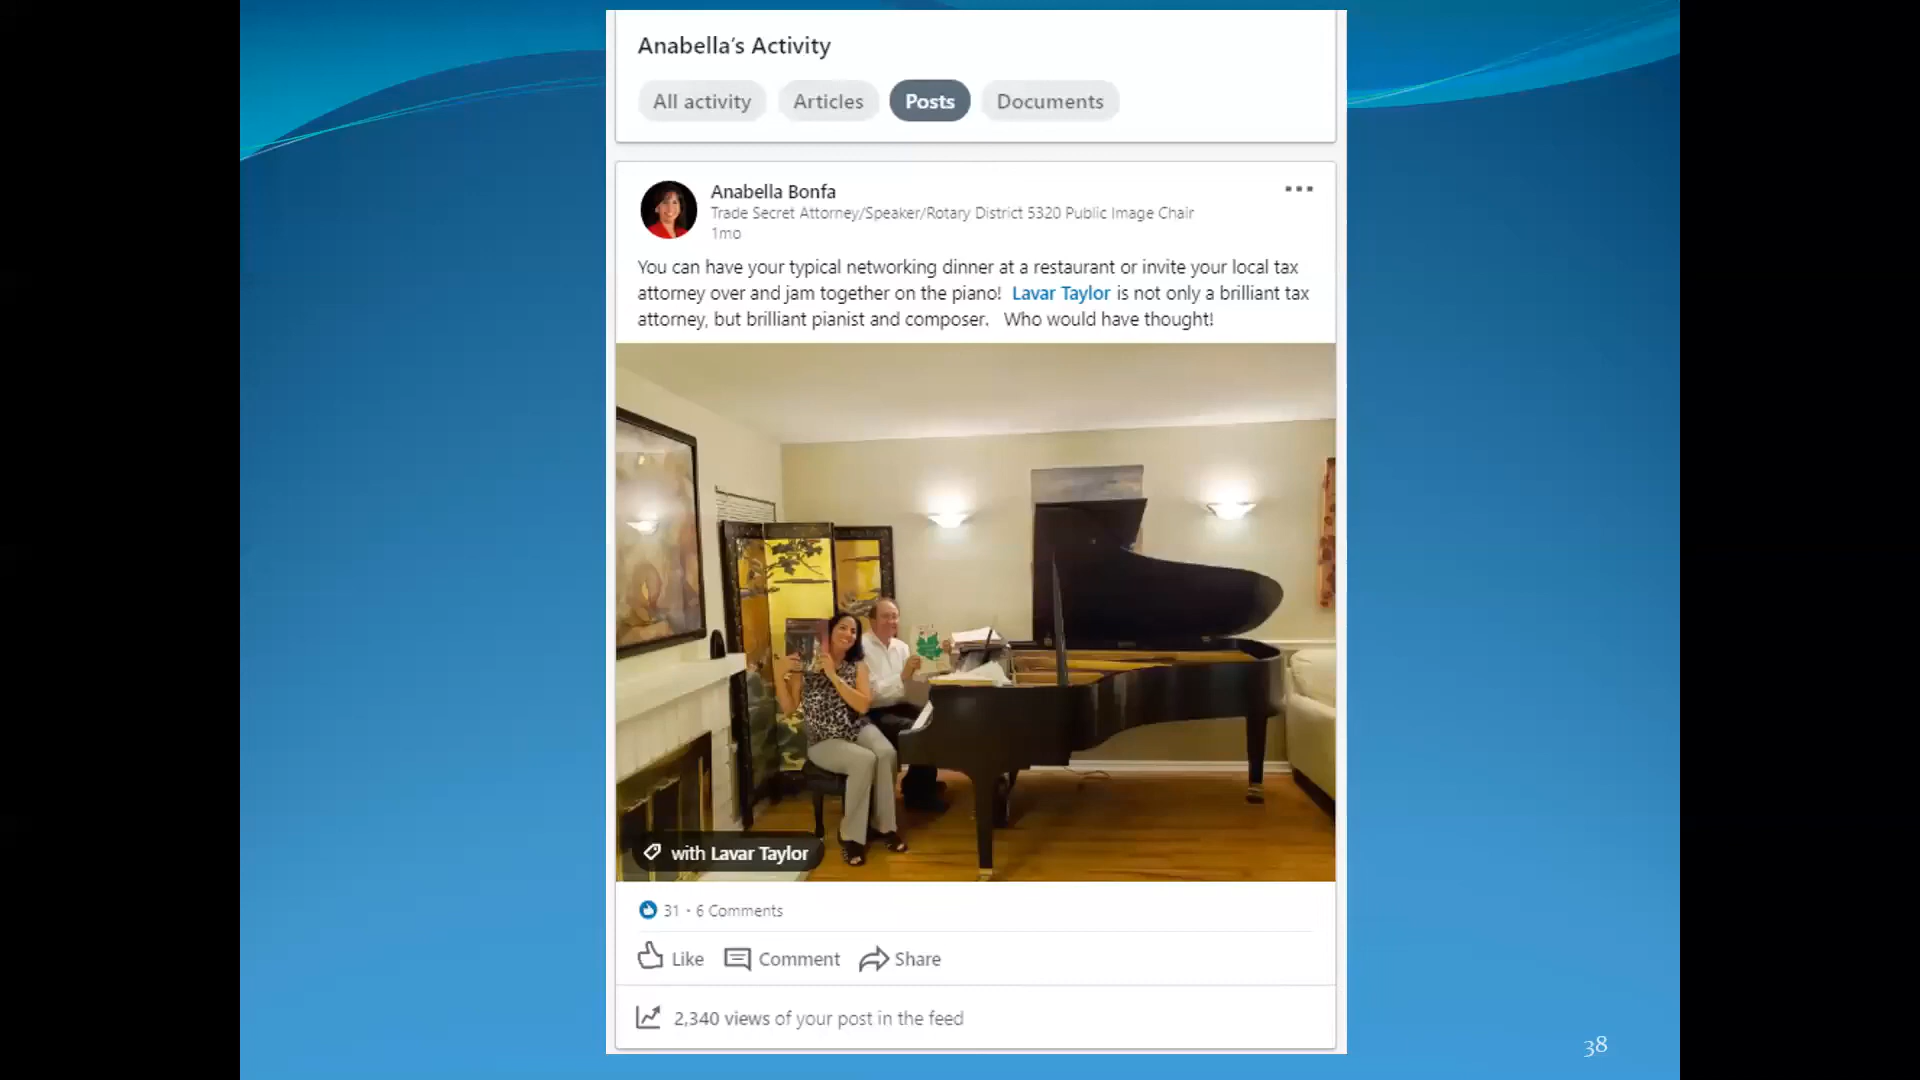 Anabella's Activity
All activity
Articles
Posts
Documents
Anabella Bonfa
Trade Secret Attorney/Speaker/Rotary District 5320 Public Image Chair
1mo
You can have your typical networking dinner at a restaurant or invite your local tax
attorney over and jam together on the piano! Lavar Taylor is not only a brilliant tax
attorney, but brilliant pianist and composer. Who would have thought!
with Lavar Taylor
31 · 6 Comments
Like
Comment
Share
2,340 views of your post in the feed
38